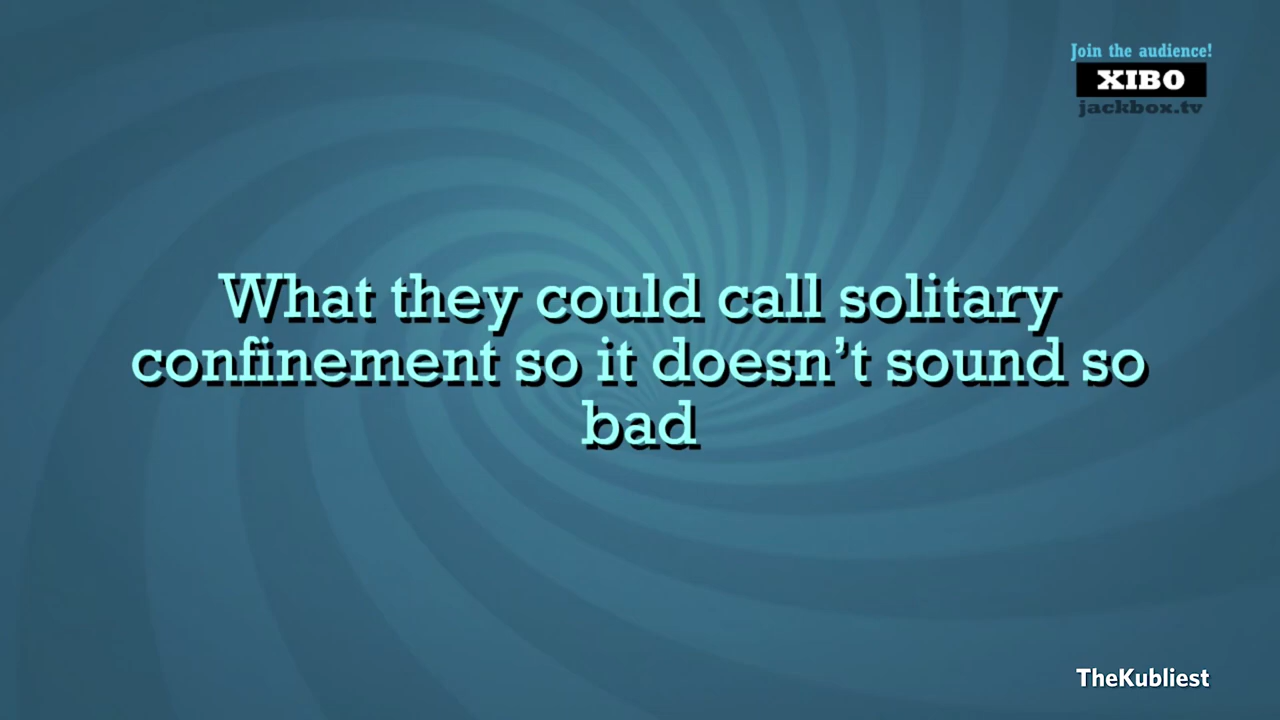 Join the audience!
XIBO
jackbox.tv
What they could call solitary
confinement so it doesn't sound so
bad
TheKubliest